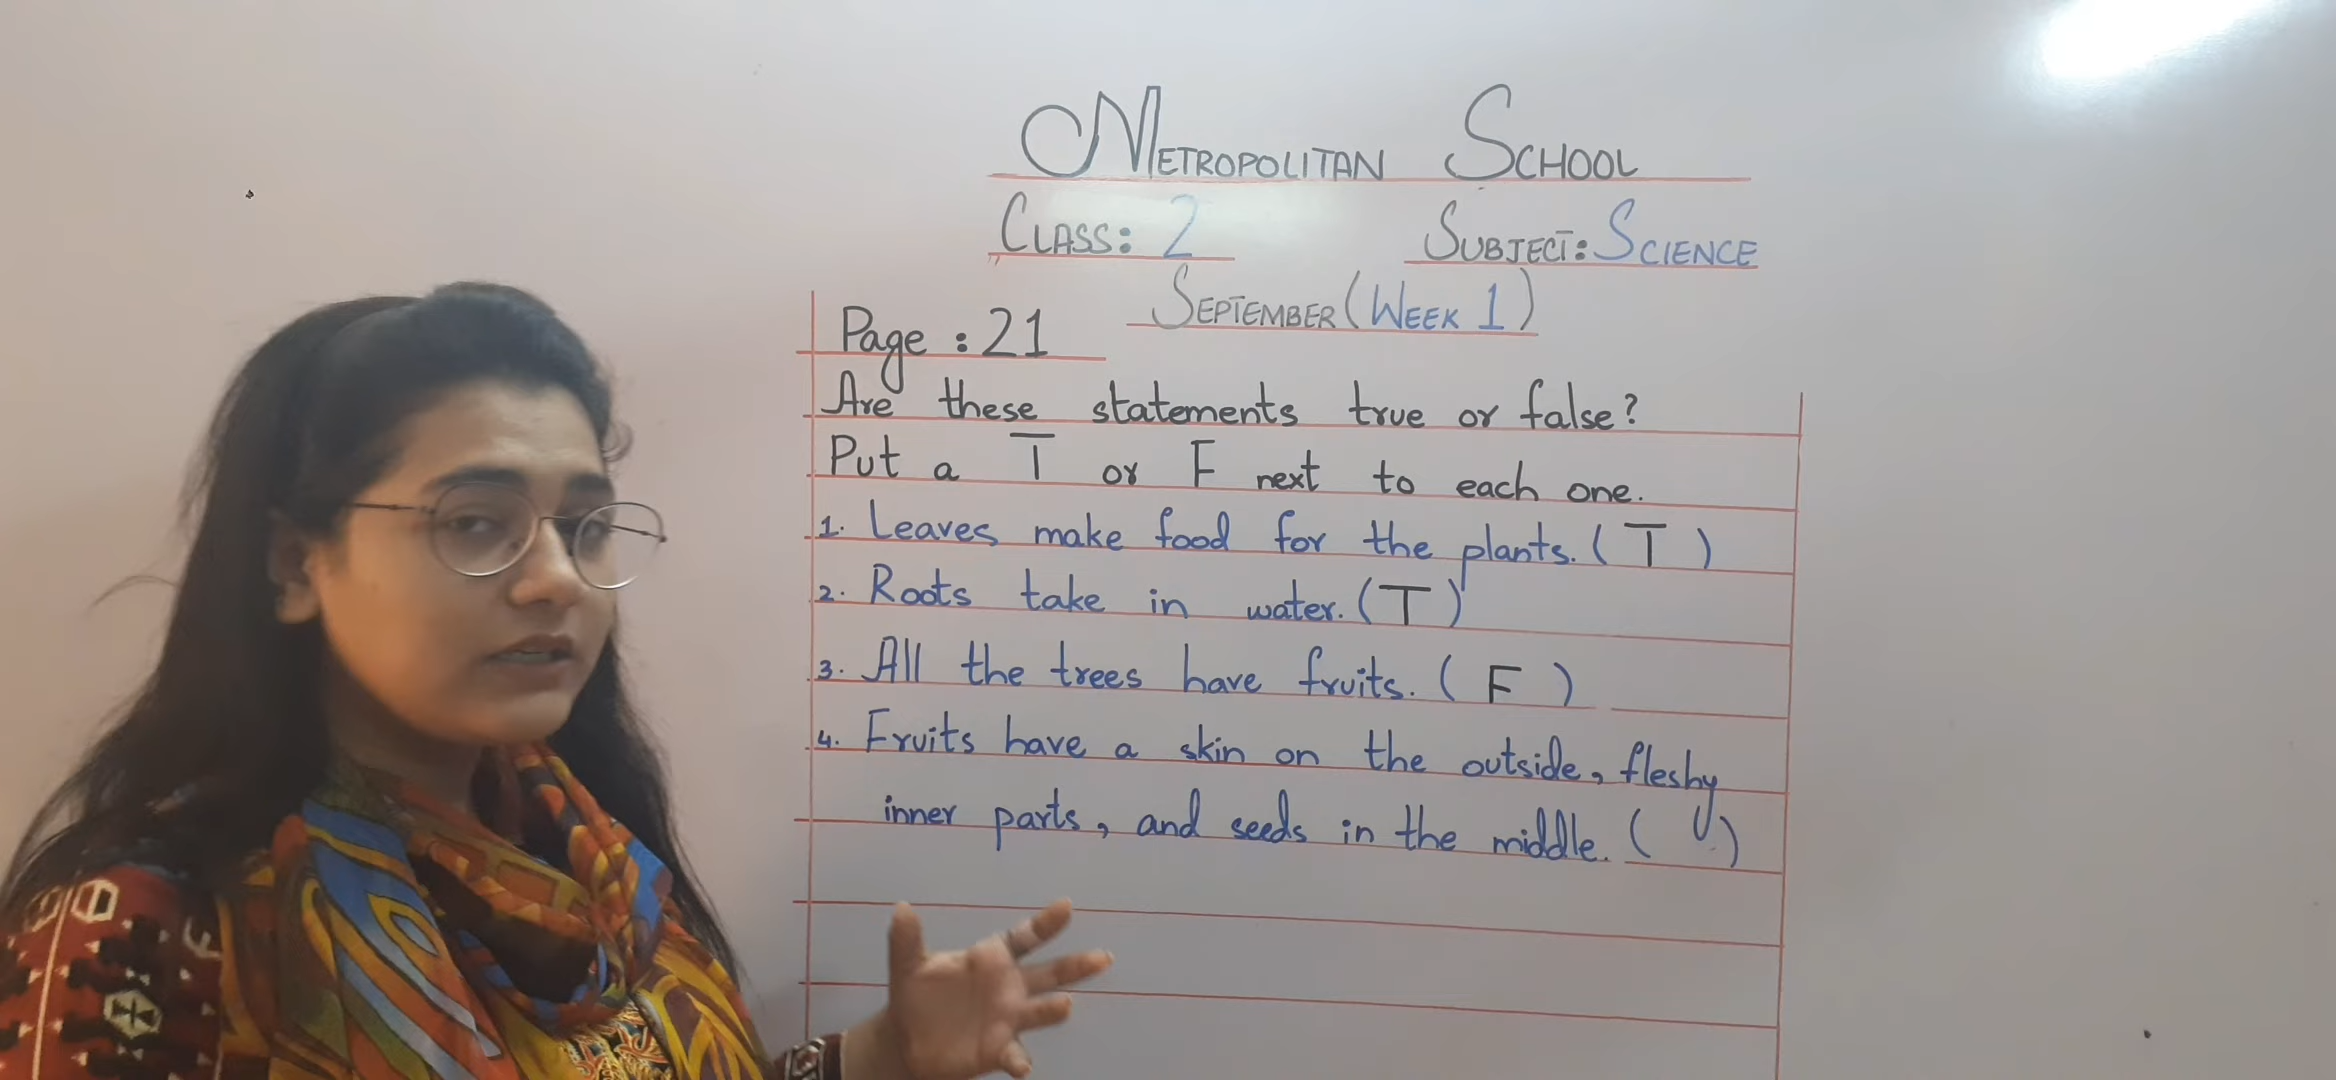 METROPOLITAN SCHOOL
CLASS: 2 SUBJECT: SCIENCE
SEPTEMBER (WEEK 1)
Page : 21
Are these statements true or false?
Put a T or F next to each one.
1. Leaves make food for the plants. ( T )
2. Roots take in water. ( T )
3. All the trees have fruits. ( F )
4. Fruits have a skin on the outside, fleshy
inner parts, and seeds in the middle. ( )